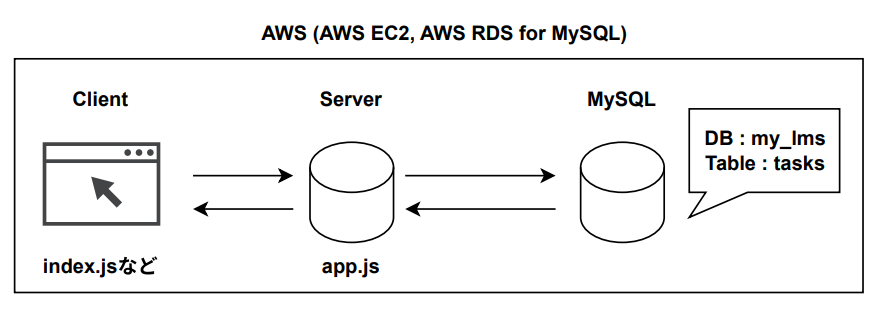 AWS (AWS EC2, AWS RDS for MySQL)
Client
Server
MySQL
DB : my_lms
Table : tasks
index.jsなど
app.js